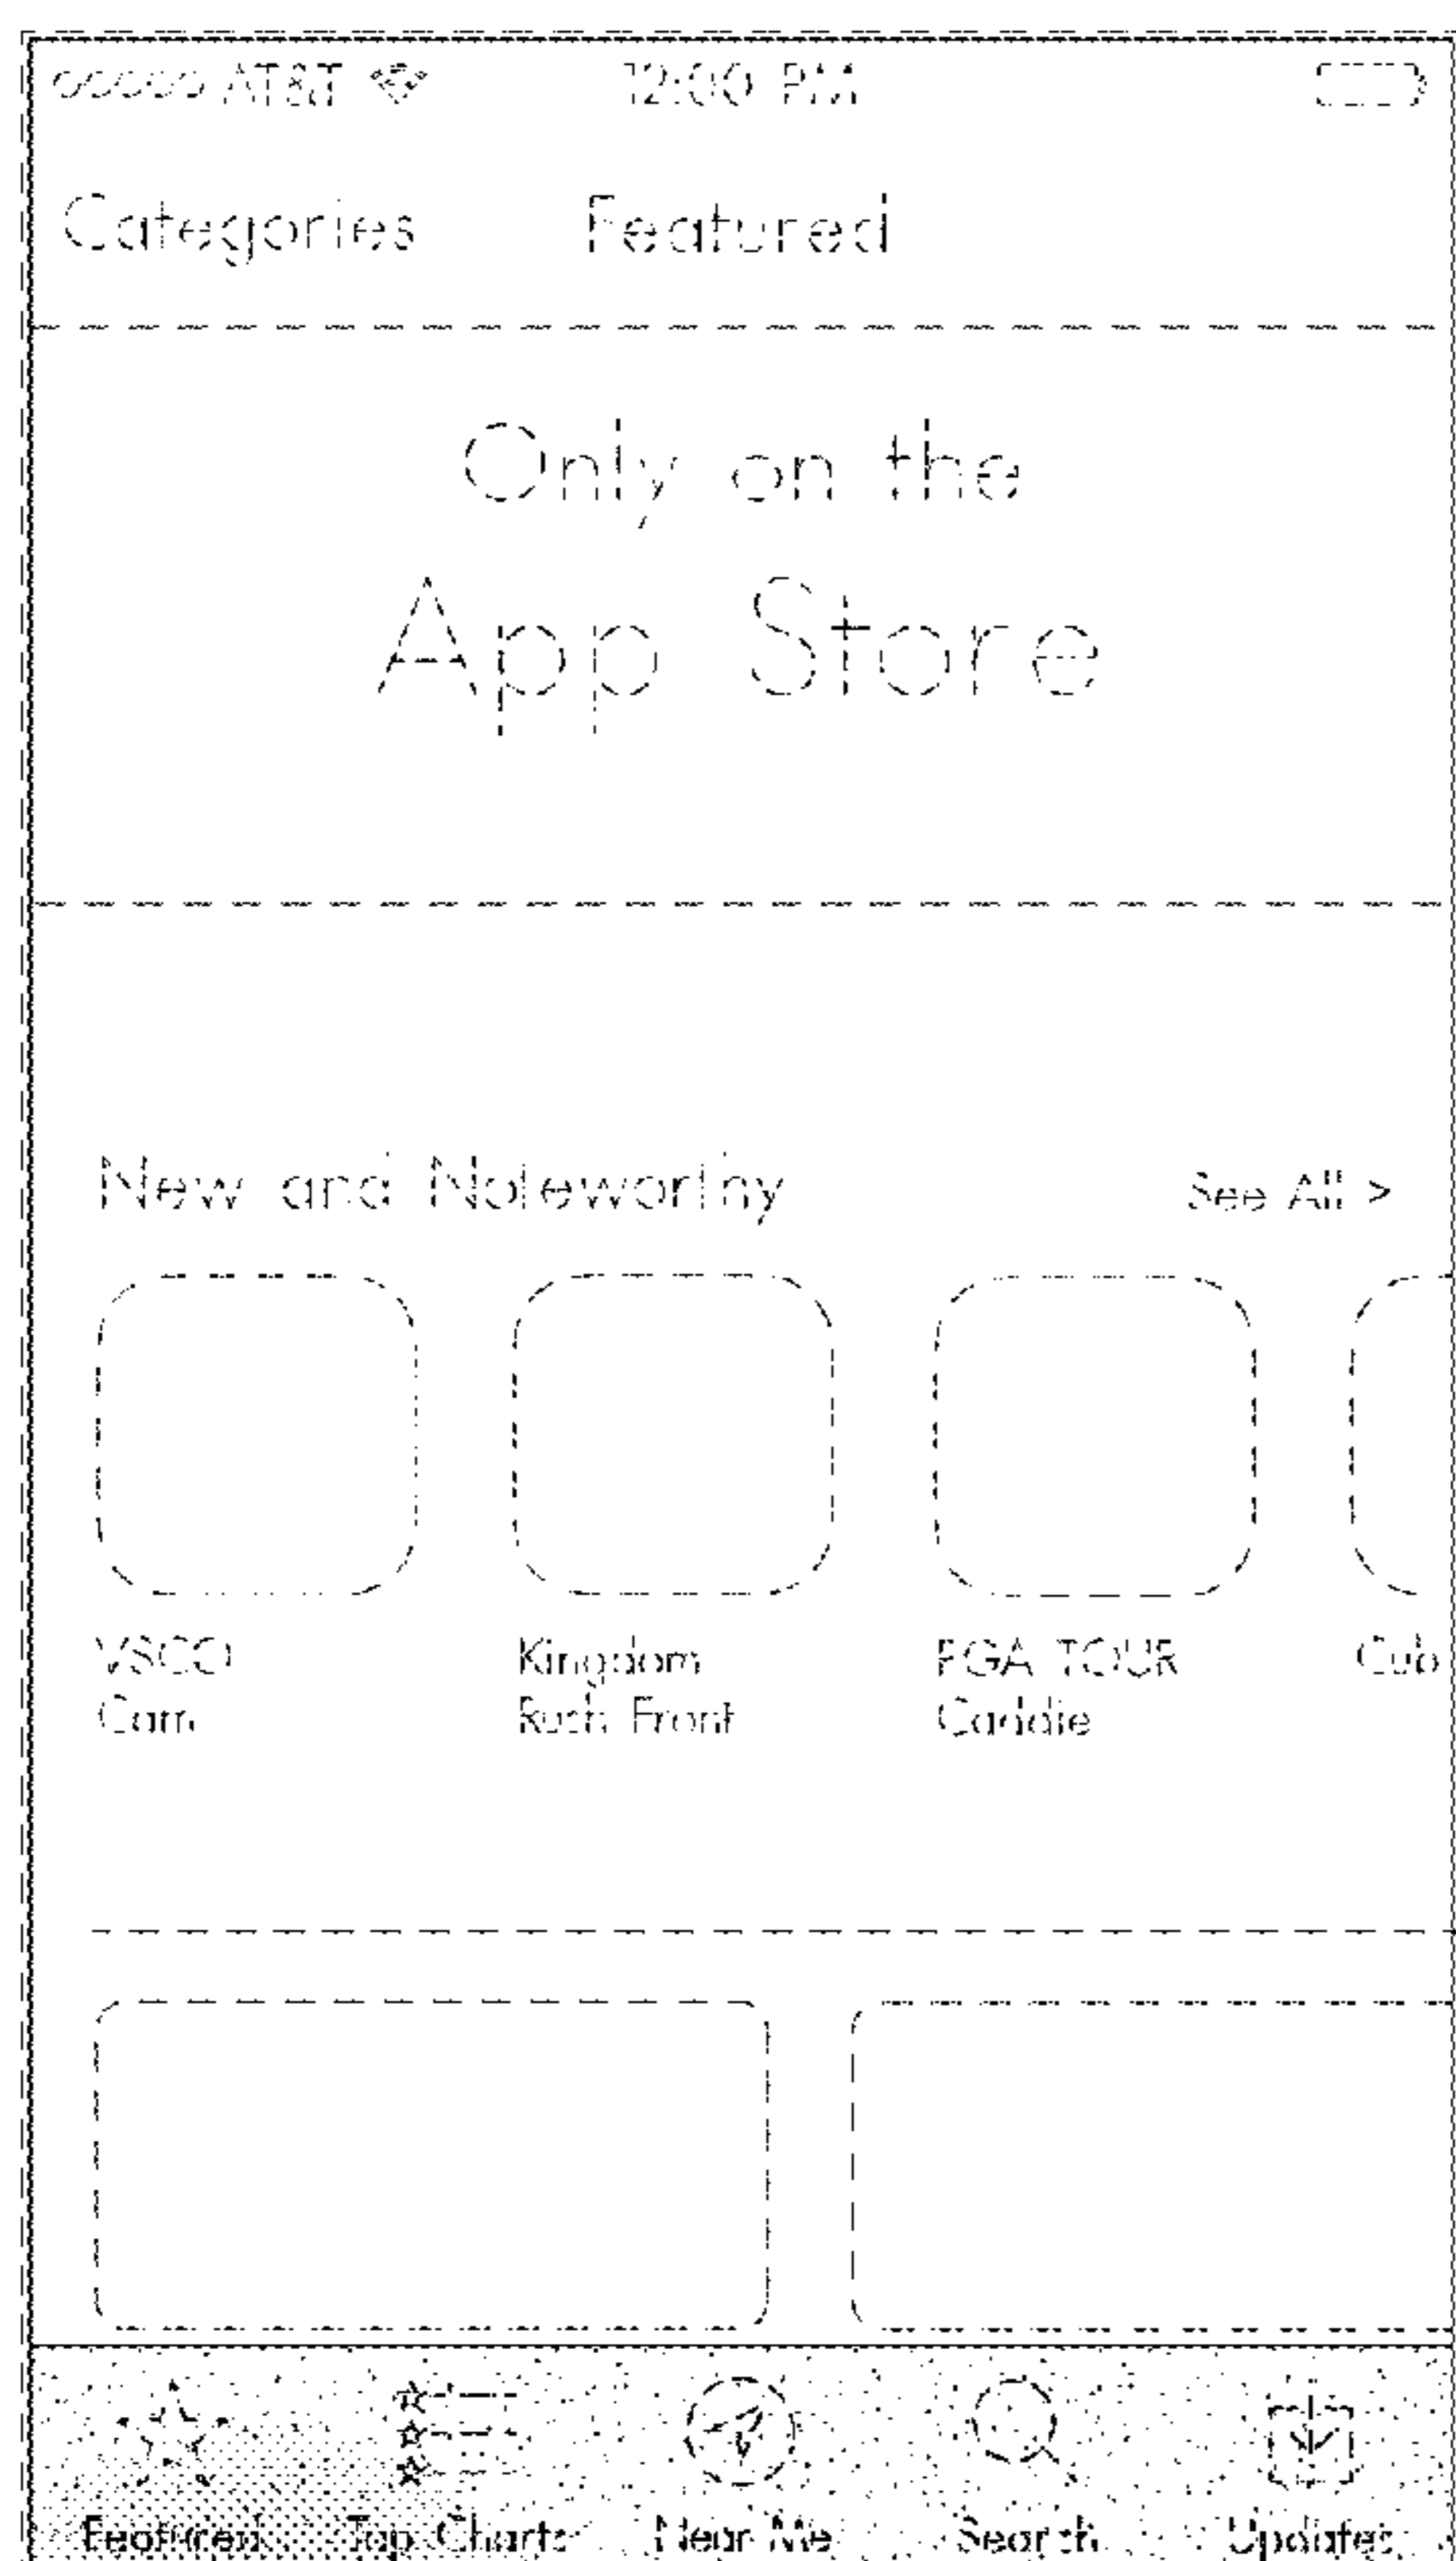 AT&T 12:00 PM
Categories Featured
Only on the
App Store
New and Noteworthy See All >
VSCO Kingdom PGA TOUR Cub
Cam Rush Front Caddie
Featured Top Charts Near Me Search Updates